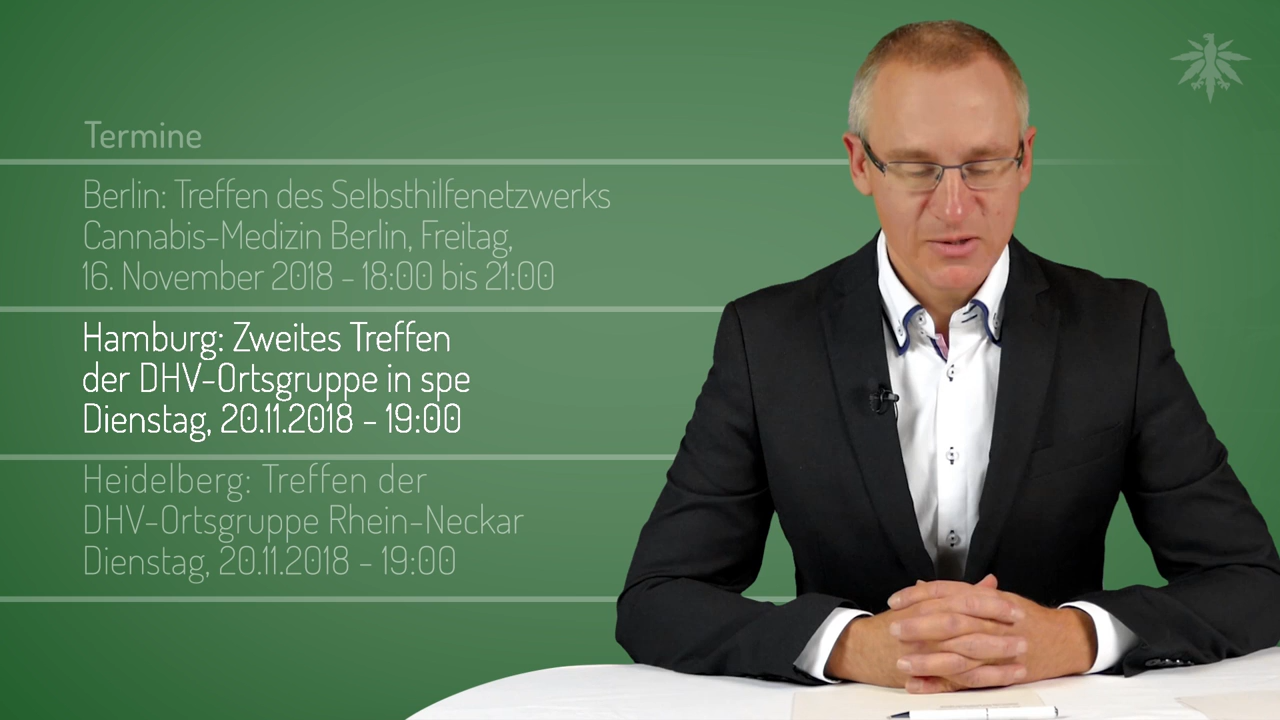 Termine
Berlin: Treffen des Selbsthilfenetzwerks
Cannabis-Medizin Berlin, Freitag,
16. November 2018 - 18:00 bis 21:00
Hamburg: Zweites Treffen
der DHV-Ortsgruppe in spe
Dienstag, 20.11.2018 - 19:00
Heidelberg: Treffen der
DHV-Ortsgruppe Rhein-Neckar
Dienstag, 20.11.2018 - 19:00